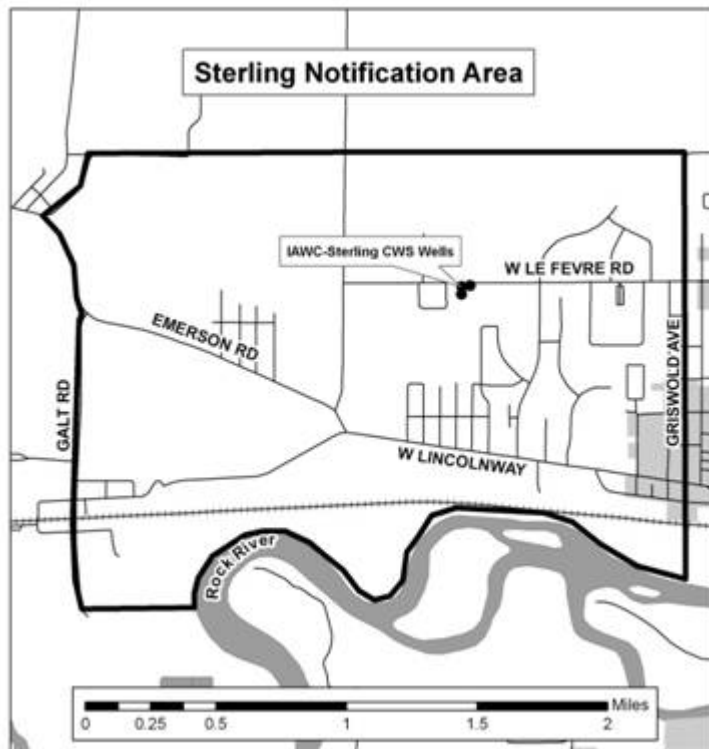 Sterling Notification Area
IAWC-Sterling CWS Wells
W LE FEVRE RD
EMERSON RD
GALT RD
GRISWOLD AVE
W LINCOLNWAY
Rock River
Miles
0 0.25 0.5 1 1.5 2